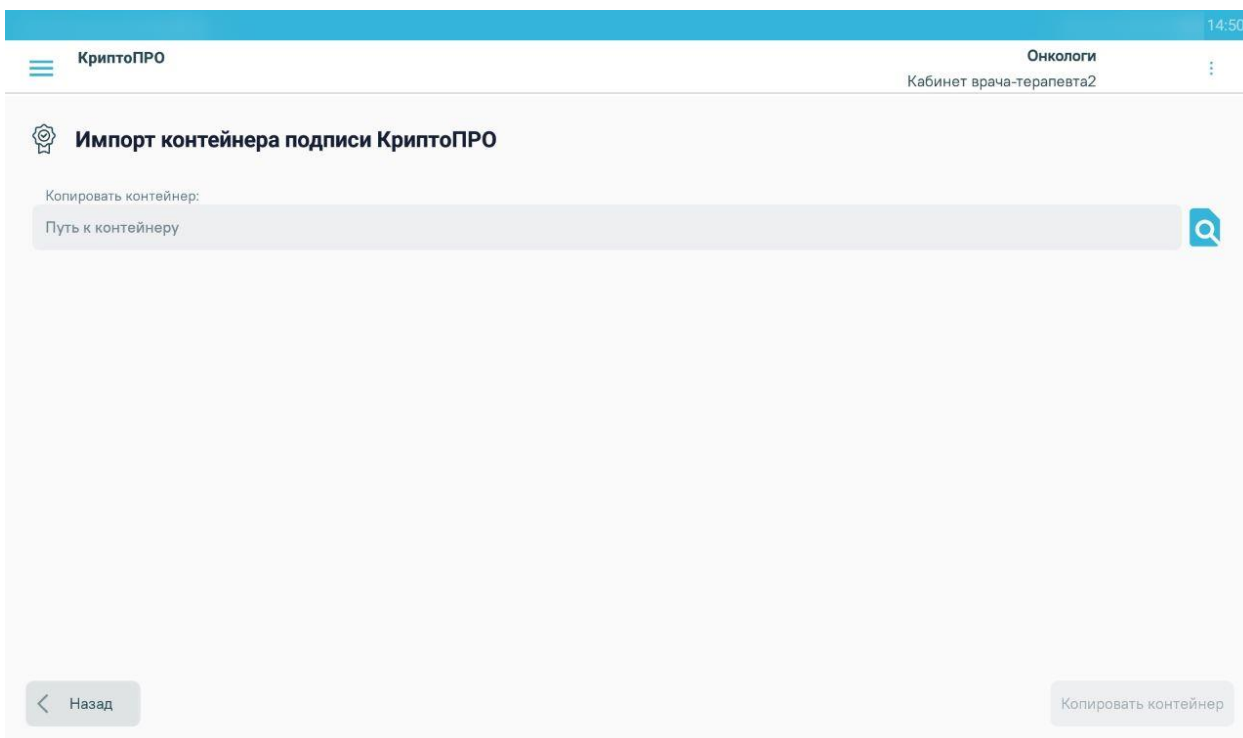 14:50
КриптоПРО
Онкологи
Кабинет врача-терапевта2
Импорт контейнера подписи КриптоПРО
Копировать контейнер:
Путь к контейнеру
Назад
Копировать контейнер